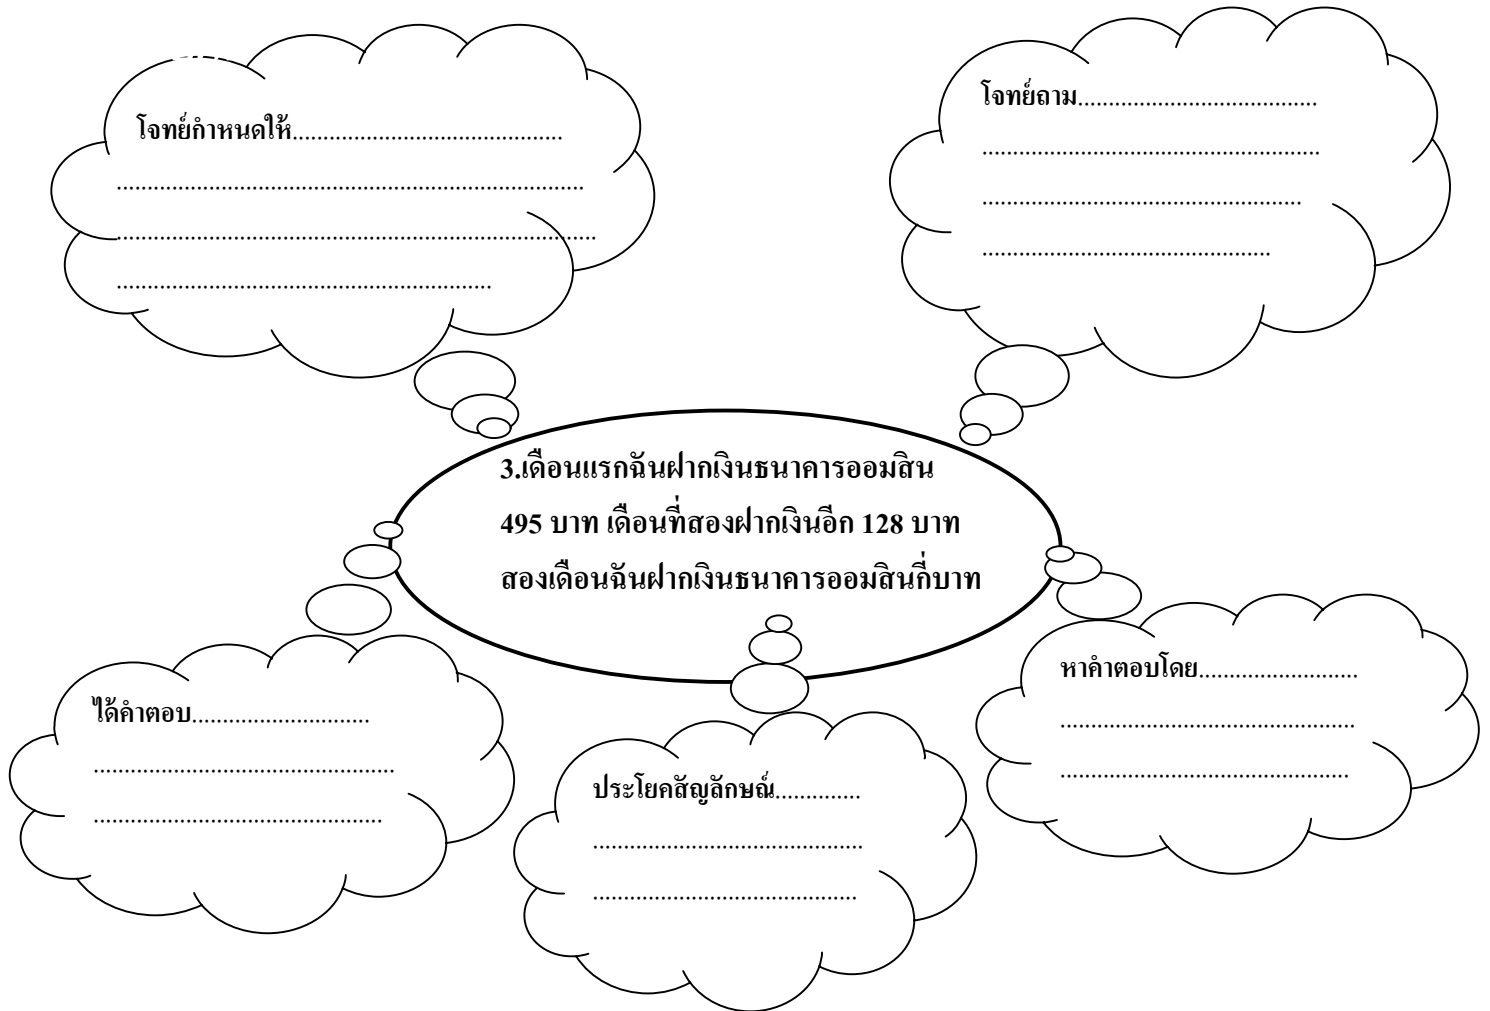 โจทย์กำหนดให้............................................
............................................................................
..............................................................................
.............................................................
โจทย์ถาม.......................................
.......................................................
....................................................
...............................................
3.เดือนแรกฉันฝากเงินธนาคารออมสิน
495 บาท เดือนที่สองฝากเงินอีก 128 บาท
สองเดือนฉันฝากเงินธนาคารออมสินกี่บาท
ได้คำตอบ.............................
.................................................
...............................................
ประโยคสัญลักษณ์..............
............................................
...........................................
หาคำตอบโดย..........................
................................................
...............................................